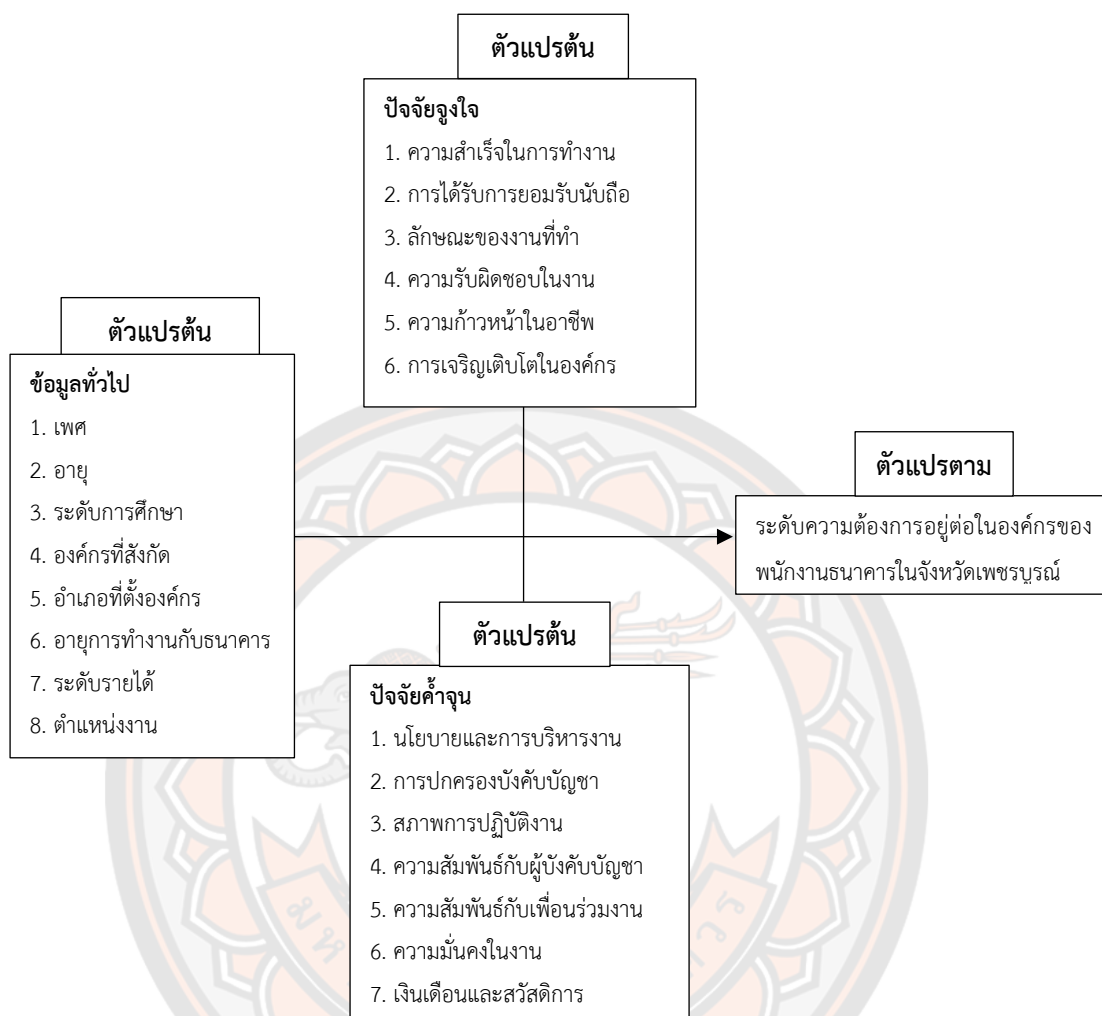 ตัวแปรต้น
ปัจจัยจูงใจ
1. ความสำเร็จในการทำงาน
2. การได้รับการยอมรับนับถือ
3. ลักษณะของงานที่ทำ
4. ความรับผิดชอบในงาน
5. ความก้าวหน้าในอาชีพ
6. การเจริญเติบโตในองค์กร
ตัวแปรต้น
ข้อมูลทั่วไป
1. เพศ
2. อายุ
3. ระดับการศึกษา
4. องค์กรที่สังกัด
5. อำเภอที่ตั้งองค์กร
6. อายุการทำงานกับธนาคาร
7. ระดับรายได้
8. ตำแหน่งงาน
ตัวแปรตาม
ระดับความต้องการอยู่ต่อในองค์กรของ
พนักงานธนาคารในจังหวัดเพชรบูรณ์
ตัวแปรต้น
ปัจจัยค้ำจุน
1. นโยบายและการบริหารงาน
2. การปกครองบังคับบัญชา
3. สภาพการปฏิบัติงาน
4. ความสัมพันธ์กับผู้บังคับบัญชา
5. ความสัมพันธ์กับเพื่อนร่วมงาน
6. ความมั่นคงในงาน
7. เงินเดือนและสวัสดิการ